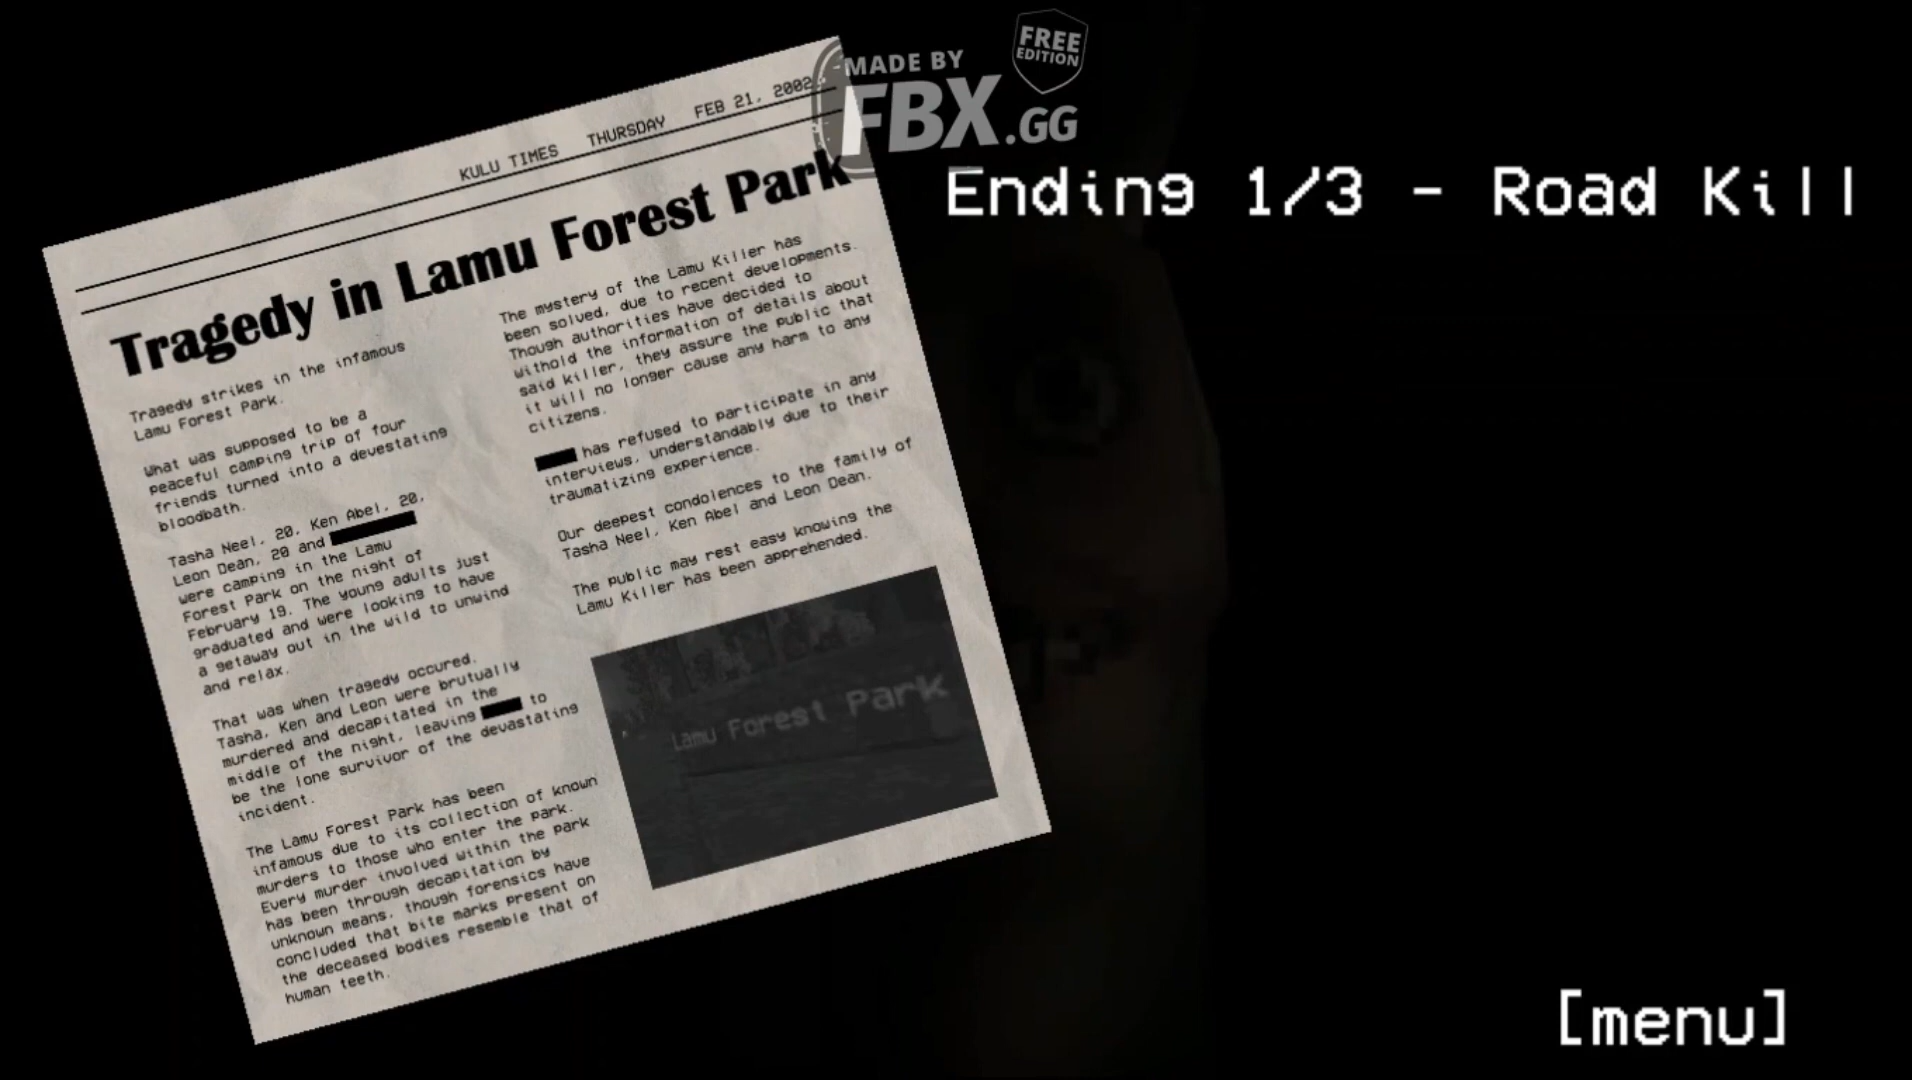 MADE BY
FBX.GG
FREE
EDITION
KULU TIMES THURSDAY FEB 21, 2002
Tragedy in Lamu Forest Park
Tragedy strikes in the infamous
Lamu Forest Park.
What was supposed to be a
peaceful camping trip of four
friends turned into a devestating
bloodbath.
Tasha Neel, 20, Ken Abel, 20,
Leon Dean, 20 and
were camping in the Lamu
Forest Park on the night of
February 19. The young adults just
graduated and were looking to have
a getaway out in the wild to unwind
and relax.
That was when tragedy occured.
Tasha, Ken and Leon were brutually
murdered and decapitated in the
middle of the night, leaving to
be the lone survivor of the devastating
incident.
The Lamu Forest Park has been
infamous due to its collection of known
murders to those who enter the park.
Every murder involved within the park
has been through decapitation by
unknown means, though forensics have
concluded that bite marks present on
the deceased bodies resemble that of
human teeth.
The mystery of the Lamu Killer has
been solved, due to recent developments.
Though authorities have decided to
withold the information of details about
said killer, they assure the public that
it will no longer cause any harm to any
citizens.
has refused to participate in any
interviews, understandably due to their
traumatizing experience.
Our deepest condolences to the family of
Tasha Neel, Ken Abel and Leon Dean.
The public may rest easy knowing the
Lamu Killer has been apprehended.
Lamu Forest Park
Ending 1/3 - Road Kill
[menu]